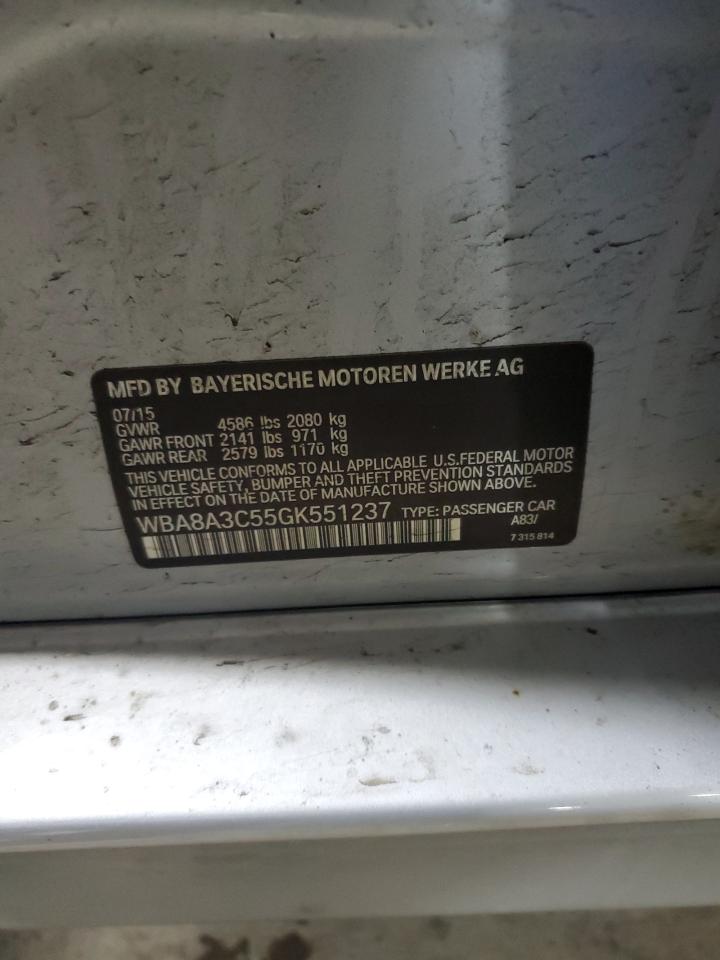 MFD BY BAYERISCHE MOTOREN WERKE AG
07/15
GVWR 4586 lbs 2080 kg
GAWR FRONT 2141 lbs 971 kg
GAWR REAR 2579 lbs 1170 kg
THIS VEHICLE CONFORMS TO ALL APPLICABLE U.S.FEDERAL MOTOR
VEHICLE SAFETY, BUMPER AND THEFT PREVENTION STANDARDS
IN EFFECT ON THE DATE OF MANUFACTURE SHOWN ABOVE.
WBA8A3C55GK551237 TYPE: PASSENGER CAR
A83/
7 315 814